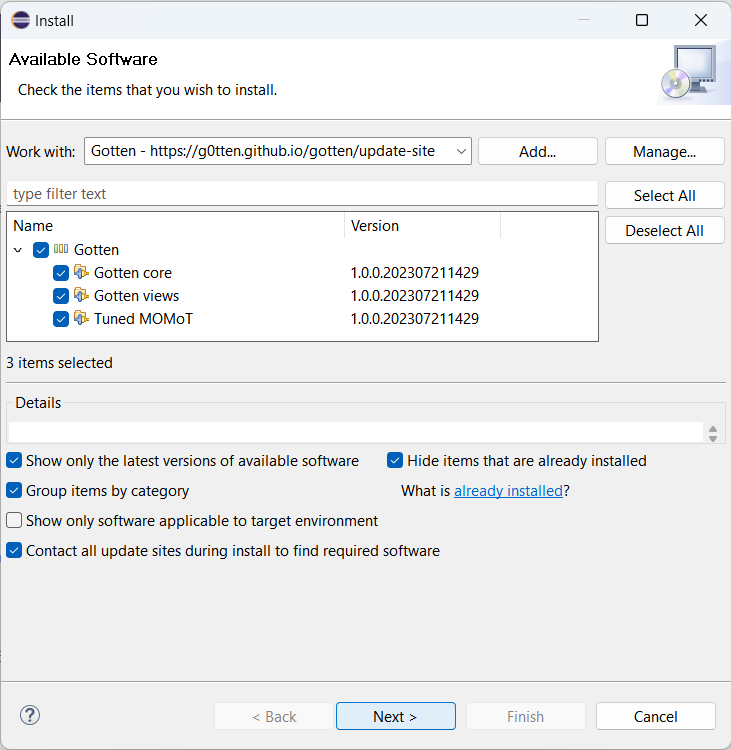 Install
Available Software
Check the items that you wish to install.
Work with: Gotten - https://g0tten.github.io/gotten/update-site Add... Manage...
type filter text Select All
Deselect All
Name Version
Gotten
Gotten core 1.0.0.202307211429
Gotten views 1.0.0.202307211429
Tuned MOMoT 1.0.0.202307211429
3 items selected
Details
Show only the latest versions of available software Hide items that are already installed
Group items by category What is already installed?
Show only software applicable to target environment
Contact all update sites during install to find required software
? < Back Next > Finish Cancel